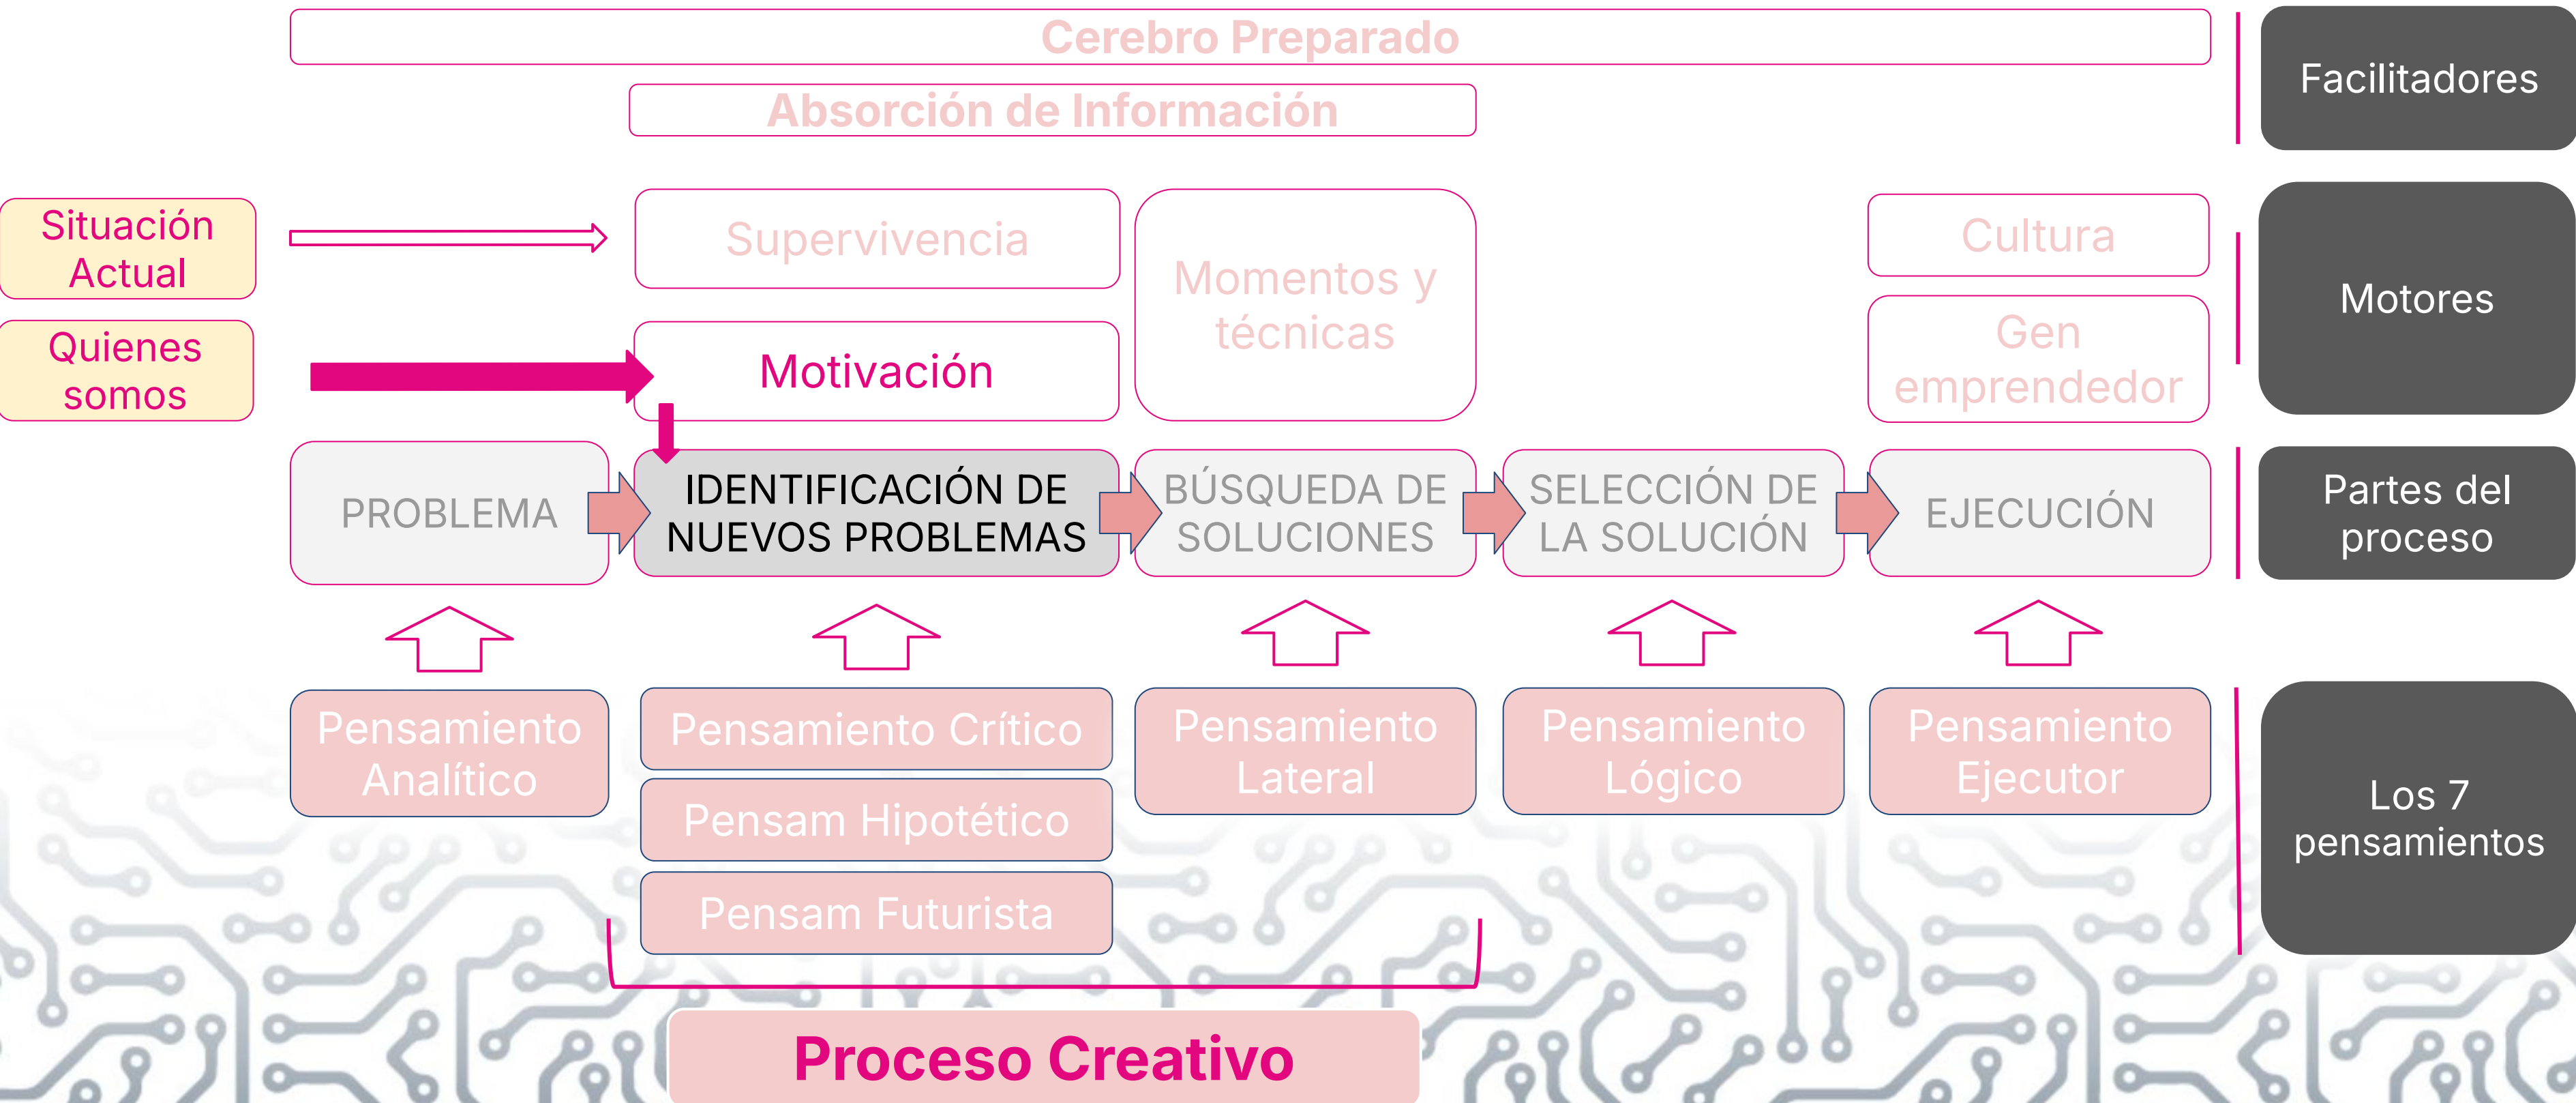 Cerebro Preparado
Absorción de Información
Facilitadores
Situación
Actual
Supervivencia
Momentos y
técnicas
Cultura
Motores
Quienes
somos
Motivación
Gen
emprendedor
PROBLEMA
IDENTIFICACIÓN DE
NUEVOS PROBLEMAS
BÚSQUEDA DE
SOLUCIONES
SELECCIÓN DE
LA SOLUCIÓN
EJECUCIÓN
Partes del
proceso
Pensamiento
Analítico
Pensamiento Crítico
Pensam Hipotético
Pensam Futurista
Pensamiento
Lateral
Pensamiento
Lógico
Pensamiento
Ejecutor
Los 7
pensamientos
Proceso Creativo